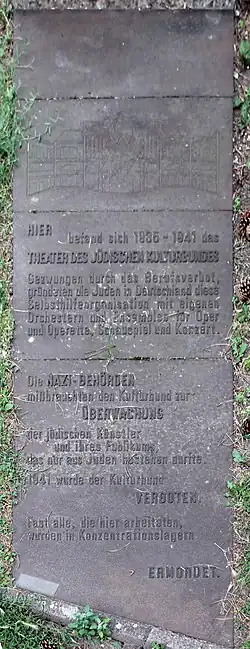 HIER
befand sich 1935 - 1941 das
THEATER DES JÜDISCHEN KULTURBUNDES
Gezwungen durch das Berufsverbot,
gründeten die Juden in Deutschland diese
Selbsthilfeorganisation mit eigenen
Orchestern und Ensembles für Oper
und Operette, Schauspiel und Konzert.
Die NAZI-BEHÖRDEN
mißbrauchten den Kulturbund zur
ÜBERWACHUNG
der jüdischen Künstler
und ihres Publikums,
das nur aus Juden bestehen durfte.
1941 wurde der Kulturbund
VERBOTEN.
Fast alle, die hier arbeiteten,
wurden in Konzentrationslagern
ERMORDET.